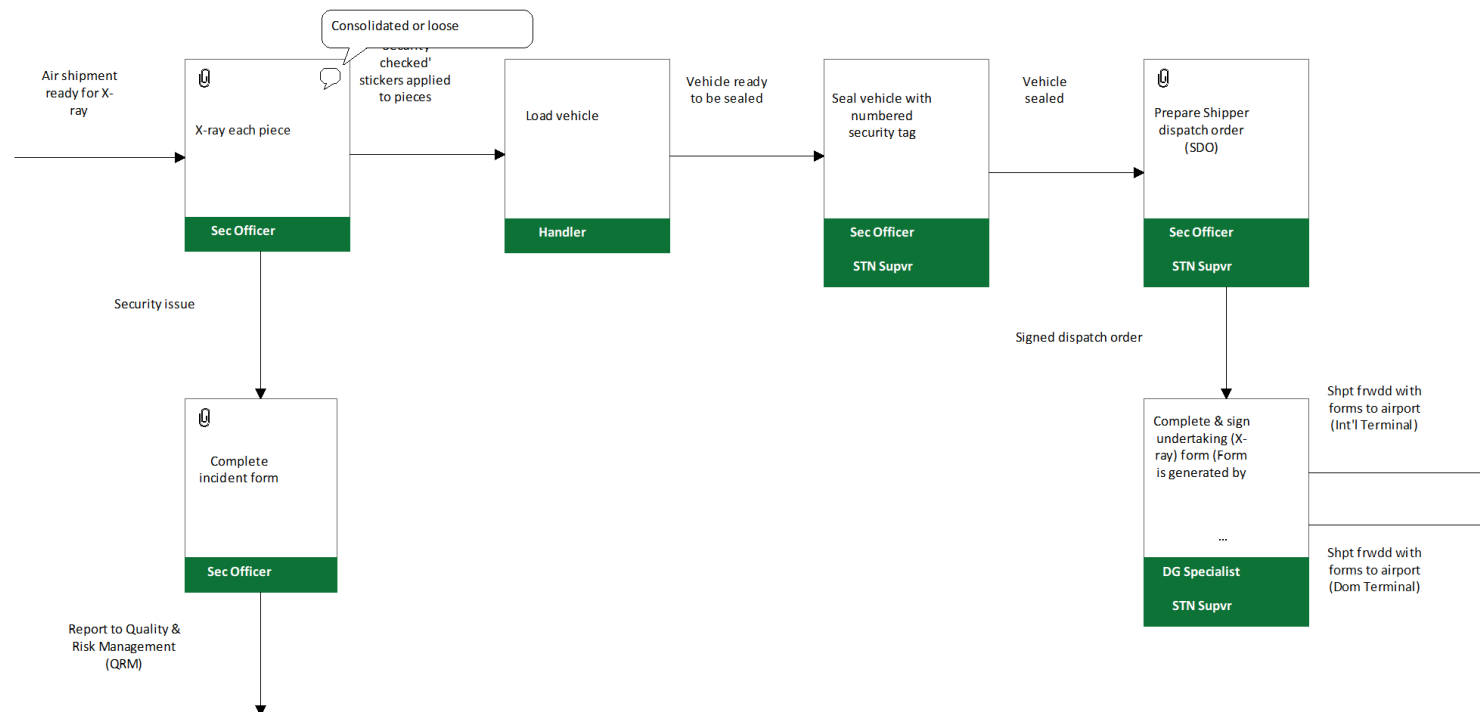 Consolidated or loose
Air shipment
ready for X-
ray
X-ray each piece
Sec Officer
checked'
stickers applied
to pieces
Load vehicle
Handler
Vehicle ready
to be sealed
Seal vehicle with
numbered
security tag
Sec Officer
STN Supvr
Vehicle
sealed
Prepare Shipper
dispatch order
(SDO)
Sec Officer
STN Supvr
Security issue
Signed dispatch order
Complete
incident form
Sec Officer
Complete & sign
undertaking (X-
ray) form (Form
is generated by
...
DG Specialist
STN Supvr
Shpt frwdd with
forms to airport
(Int'l Terminal)
Shpt frwdd with
forms to airport
(Dom Terminal)
Report to Quality &
Risk Management
(QRM)